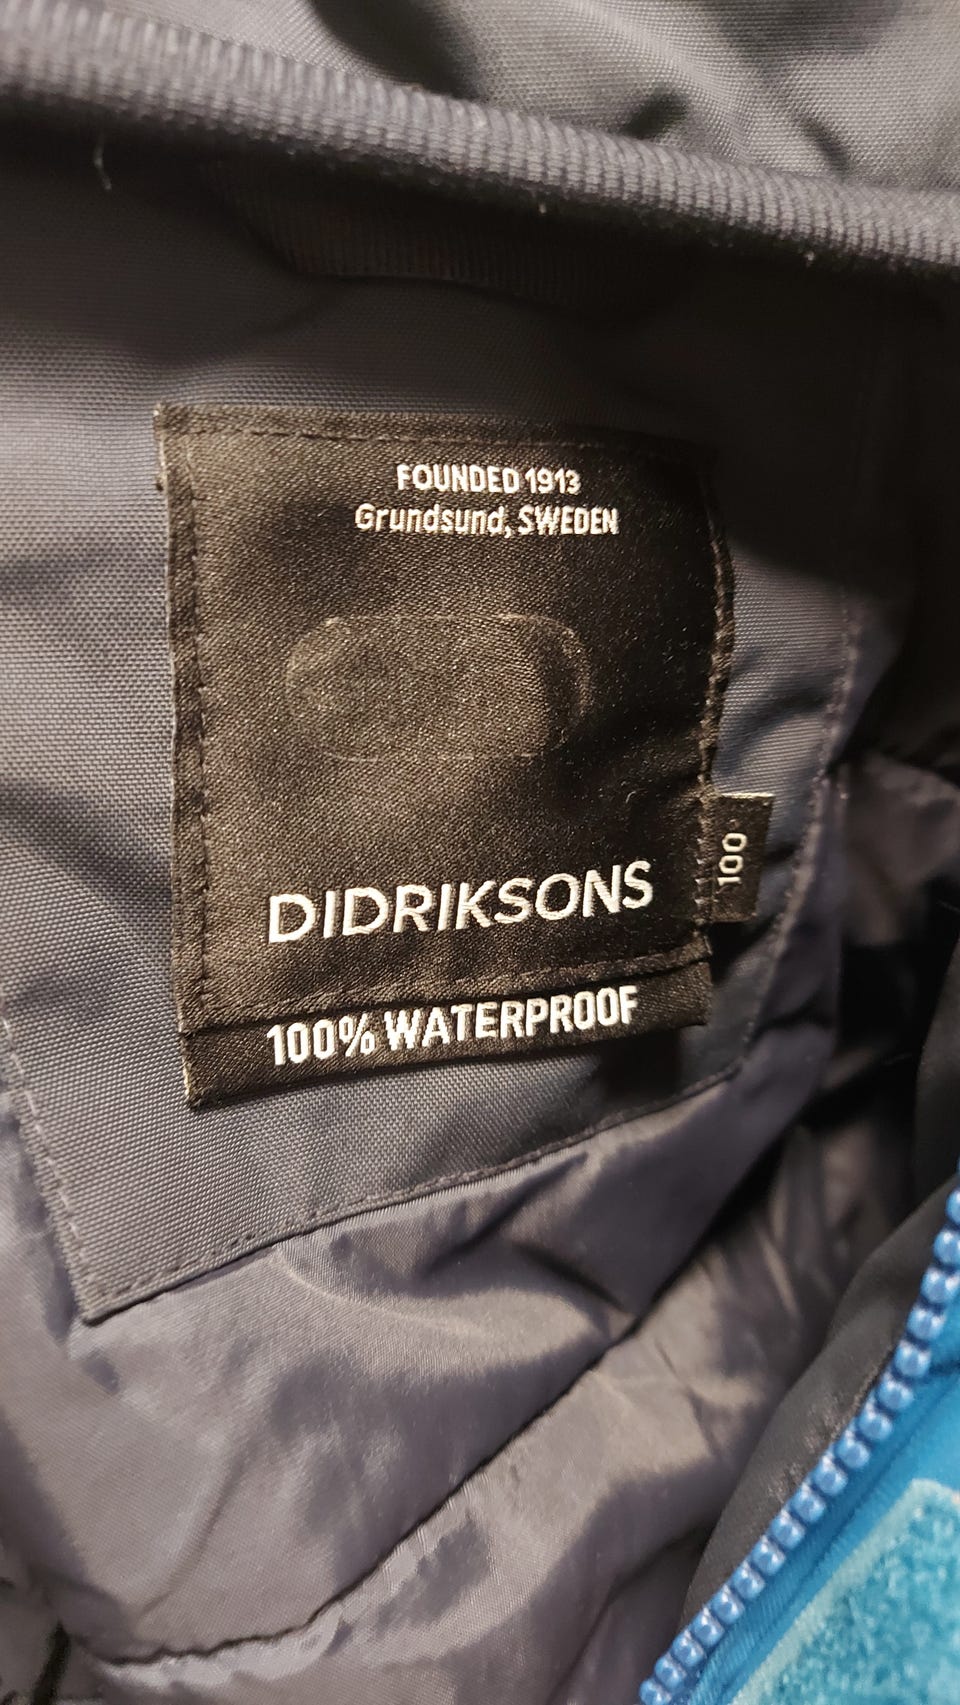 FOUNDED 1913
Grundsund, SWEDEN
DIDRIKSONS
100
100% WATERPROOF